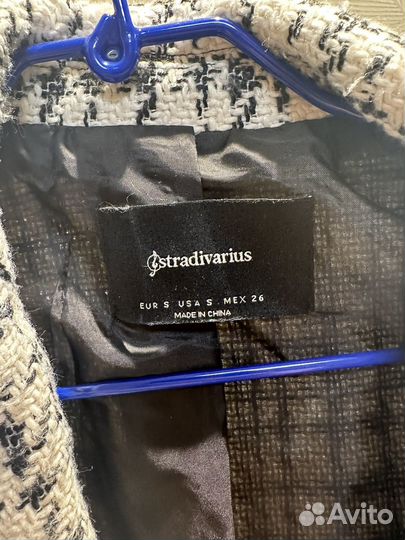 stradivarius
EUR S USA S MEX 26
MADE IN CHINA
Avito